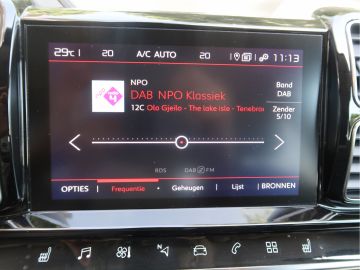 29°C 20 A/C AUTO 20 11:13
NPO
DAB NPO Klassiek
Band
DAB
12C Ola Gjeilo - The lake isle - Tenebrae
Zender
5/10
RDS DAB FM
OPTIES Frequentie Geheugen Lijst BRONNEN